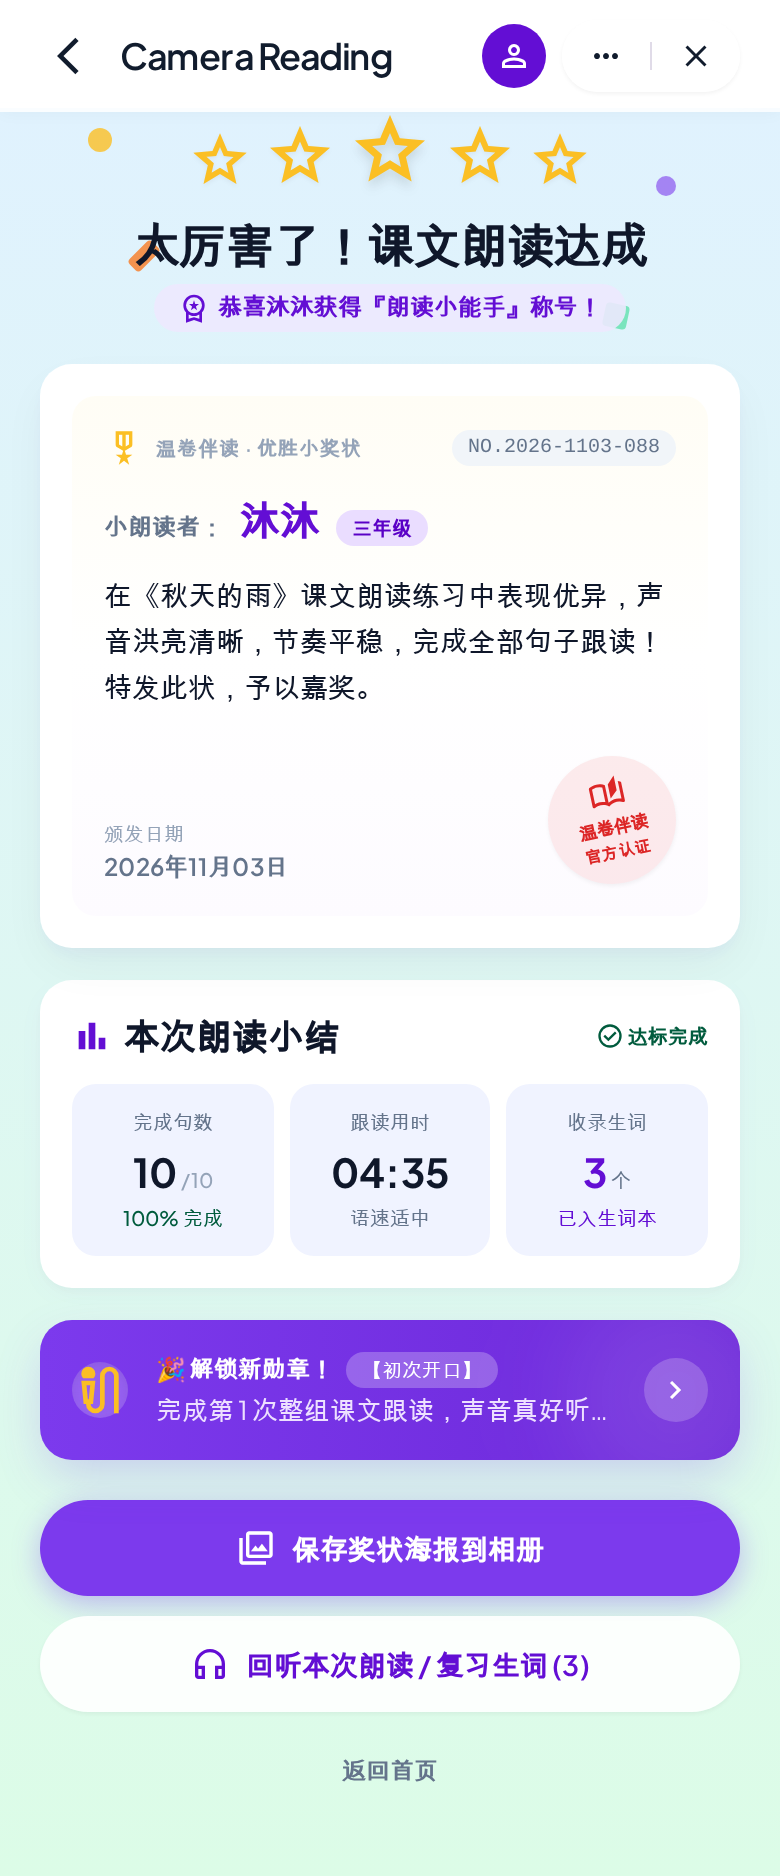 Camera Reading
太厉害了！课文朗读达成
恭喜沐沐获得『朗读小能手』称号！
温卷伴读 · 优胜小奖状
NO.2026-1103-088
小朗读者： 沐沐 三年级
在《秋天的雨》课文朗读练习中表现优异，声
音洪亮清晰，节奏平稳，完成全部句子跟读！
特发此状，予以嘉奖。
温卷伴读
官方认证
颁发日期
2026年11月03日
本次朗读小结
达标完成
完成句数
10 /10
100% 完成
跟读用时
04:35
语速适中
收录生词
3 个
已入生词本
🎉 解锁新勋章！ 【初次开口】
完成第1次整组课文跟读，声音真好听...
保存奖状海报到相册
回听本次朗读 / 复习生词 (3)
返回首页